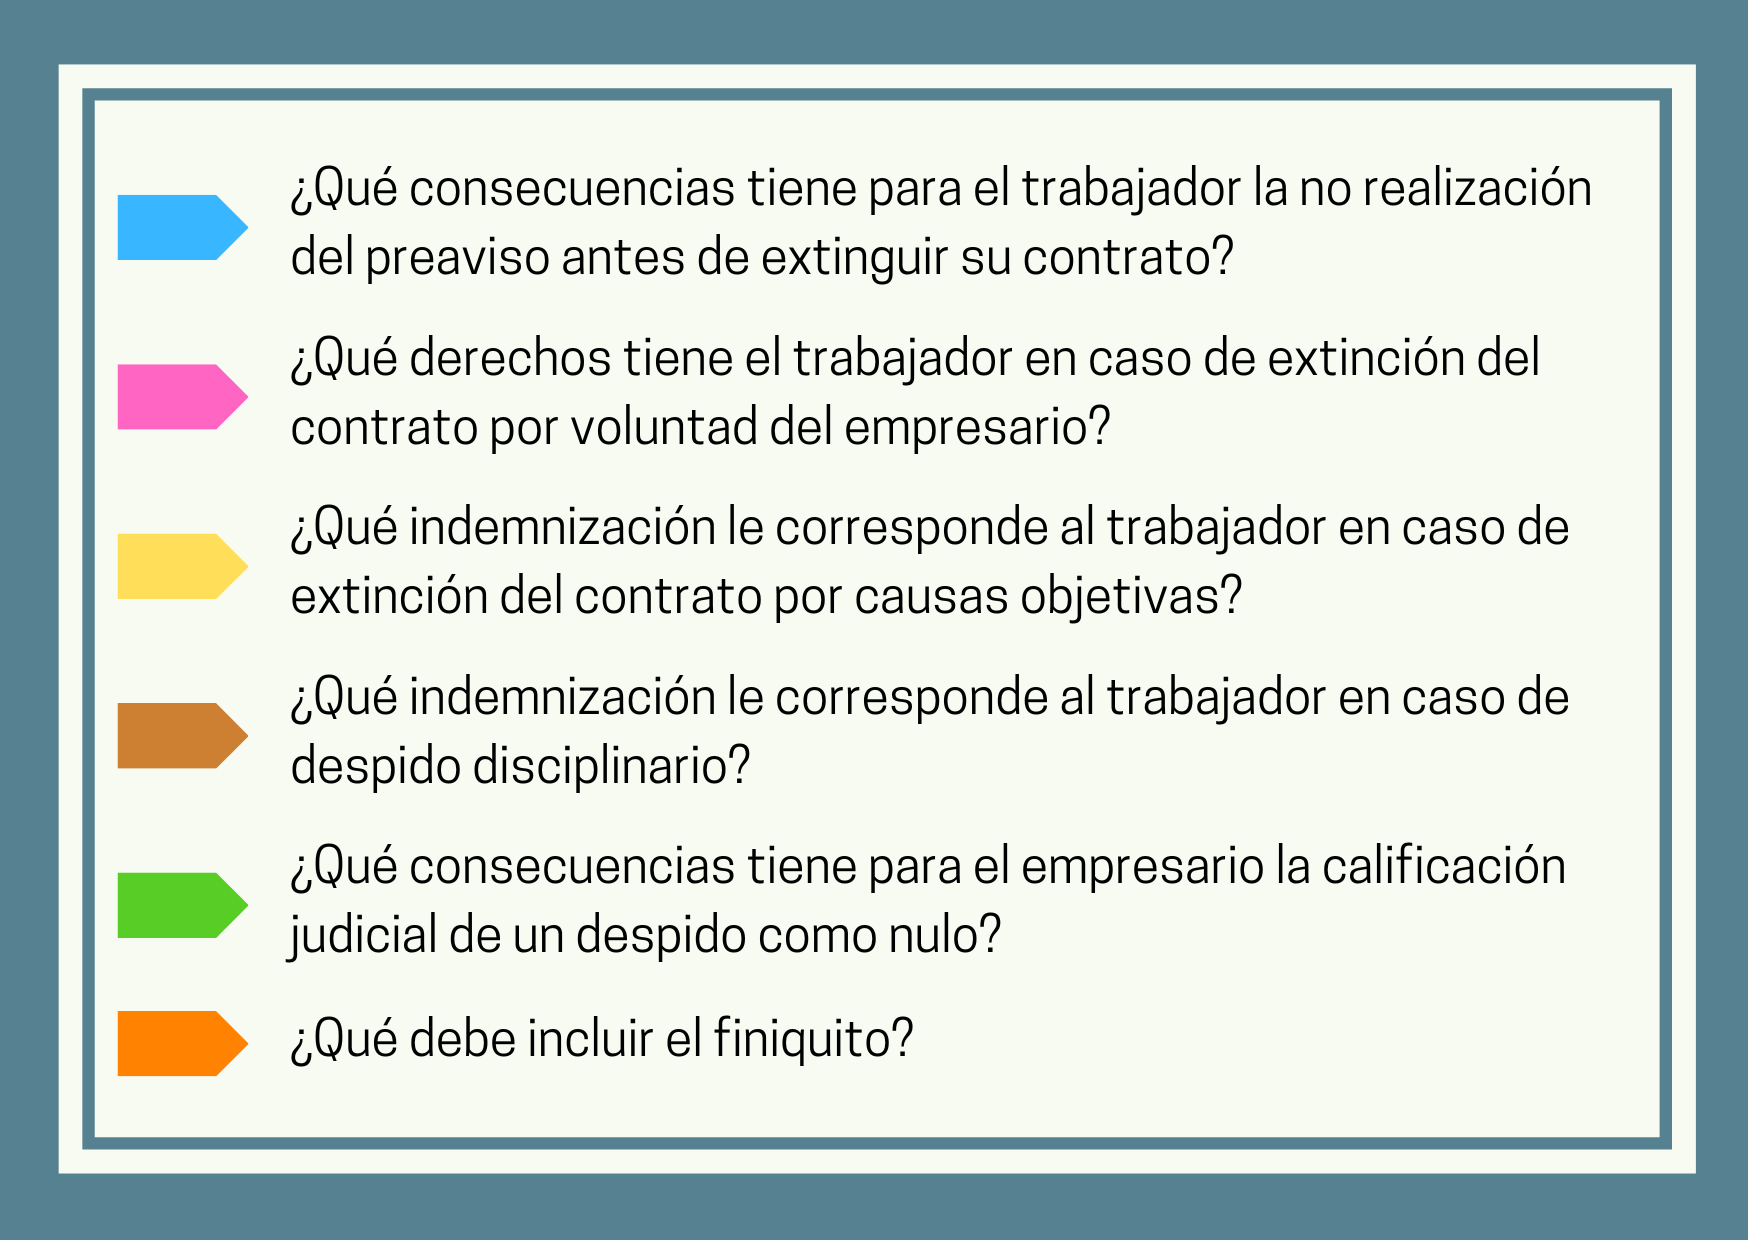 ¿Qué consecuencias tiene para el trabajador la no realización
del preaviso antes de extinguir su contrato?
¿Qué derechos tiene el trabajador en caso de extinción del
contrato por voluntad del empresario?
¿Qué indemnización le corresponde al trabajador en caso de
extinción del contrato por causas objetivas?
¿Qué indemnización le corresponde al trabajador en caso de
despido disciplinario?
¿Qué consecuencias tiene para el empresario la calificación
judicial de un despido como nulo?
¿Qué debe incluir el finiquito?